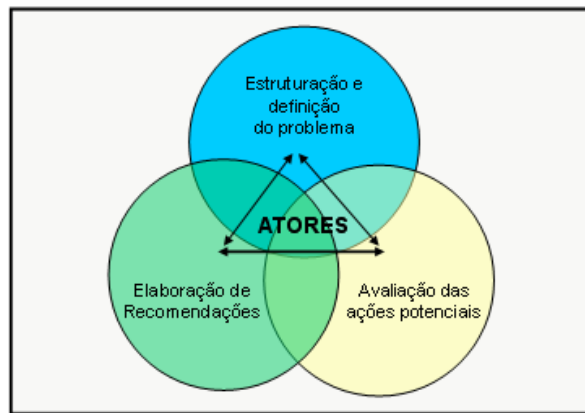 Estruturação e
definição
do problema
ATORES
Elaboração de
Recomendações
Avaliação das
ações potenciais